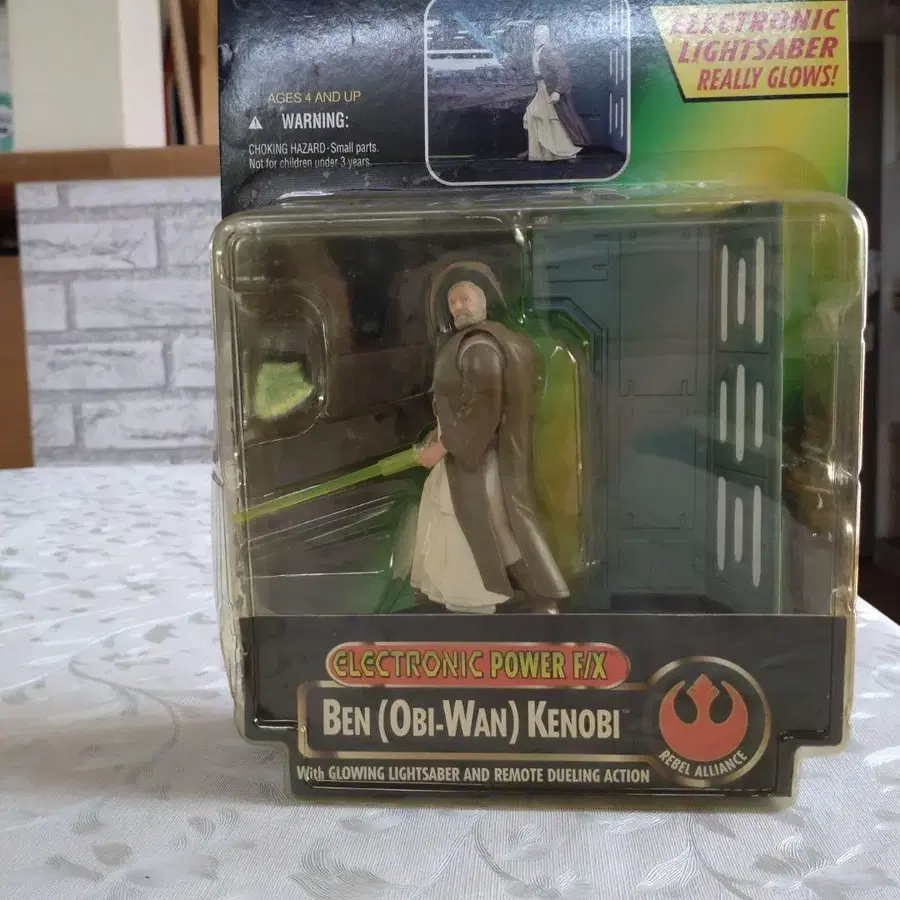 ELECTRONIC
LIGHTSABER
REALLY GLOWS!
AGES 4 AND UP
WARNING:
CHOKING HAZARD-Small parts.
Not for children under 3 years.
ELECTRONIC POWER F/X
BEN (OBI-WAN) KENOBI™
REBEL ALLIANCE
With GLOWING LIGHTSABER AND REMOTE DUELING ACTION